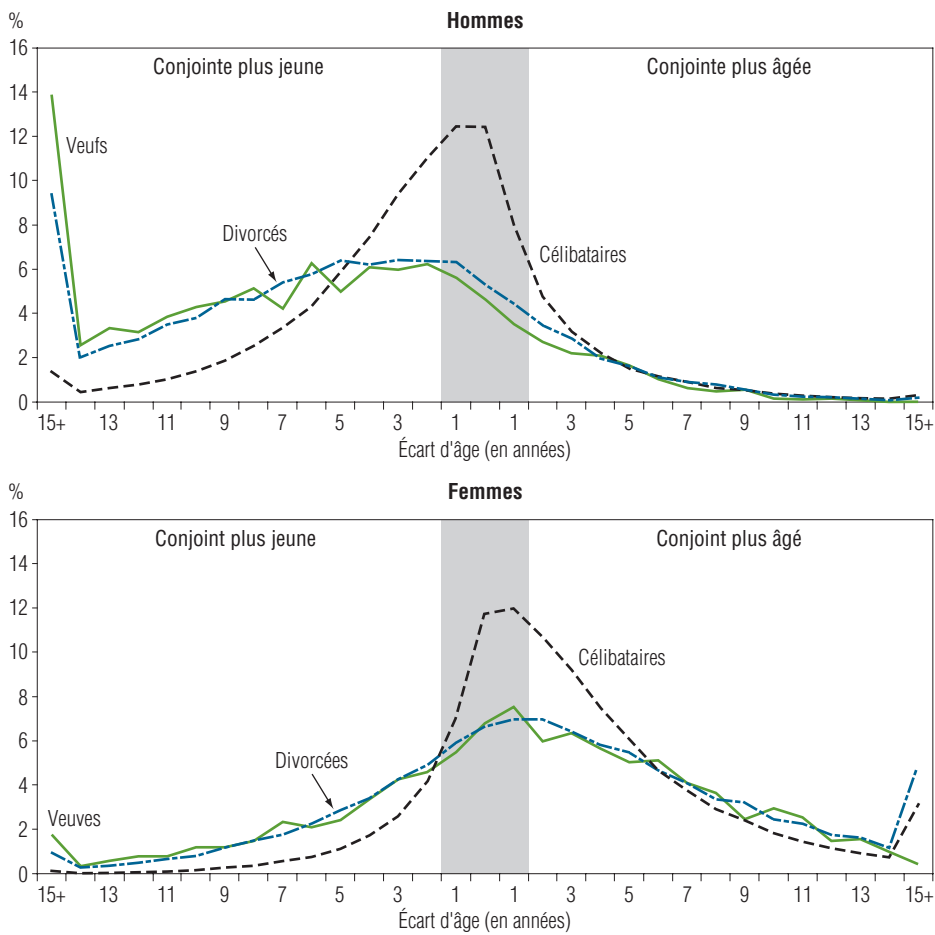 Hommes
%
16
14
12
10
8
6
4
2
0
Conjointe plus jeune
Conjointe plus âgée
Veufs
Divorcés
Célibataires
15+ 13 11 9 7 5 3 1 1 3 5 7 9 11 13 15+
Écart d'âge (en années)
Femmes
%
16
14
12
10
8
6
4
2
0
Conjoint plus jeune
Conjoint plus âgé
Célibataires
Divorcées
Veuves
15+ 13 11 9 7 5 3 1 1 3 5 7 9 11 13 15+
Écart d'âge (en années)